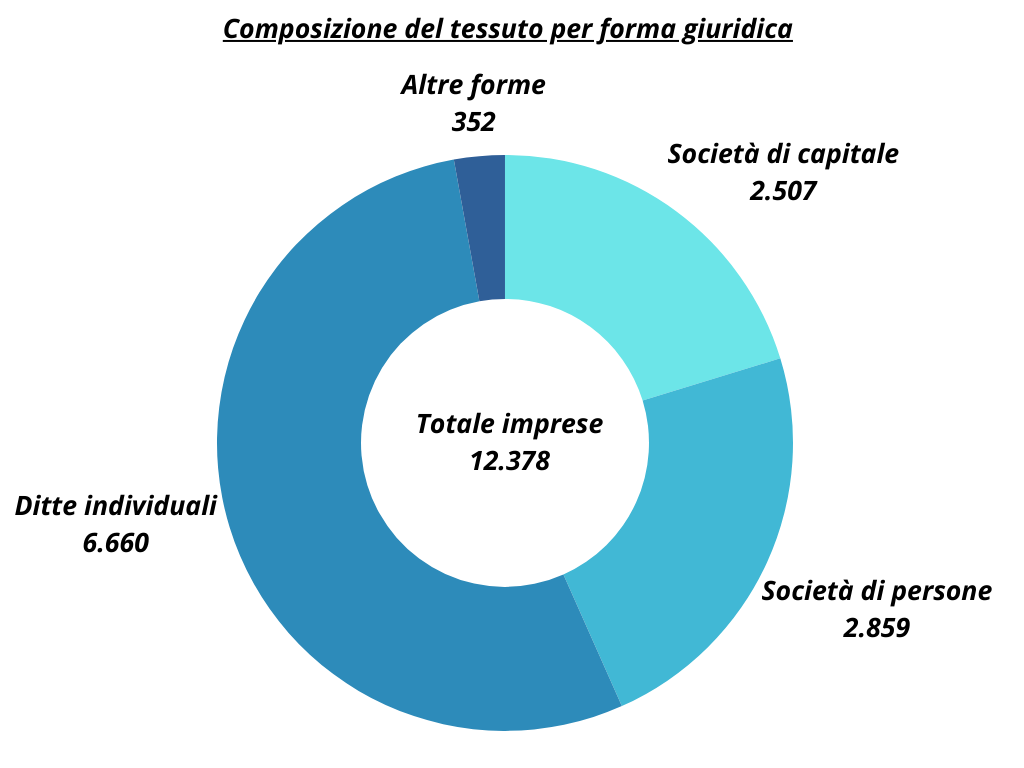 Composizione del tessuto per forma giuridica
Altre forme
352
Società di capitale
2.507
Totale imprese
12.378
Ditte individuali
6.660
Società di persone
2.859